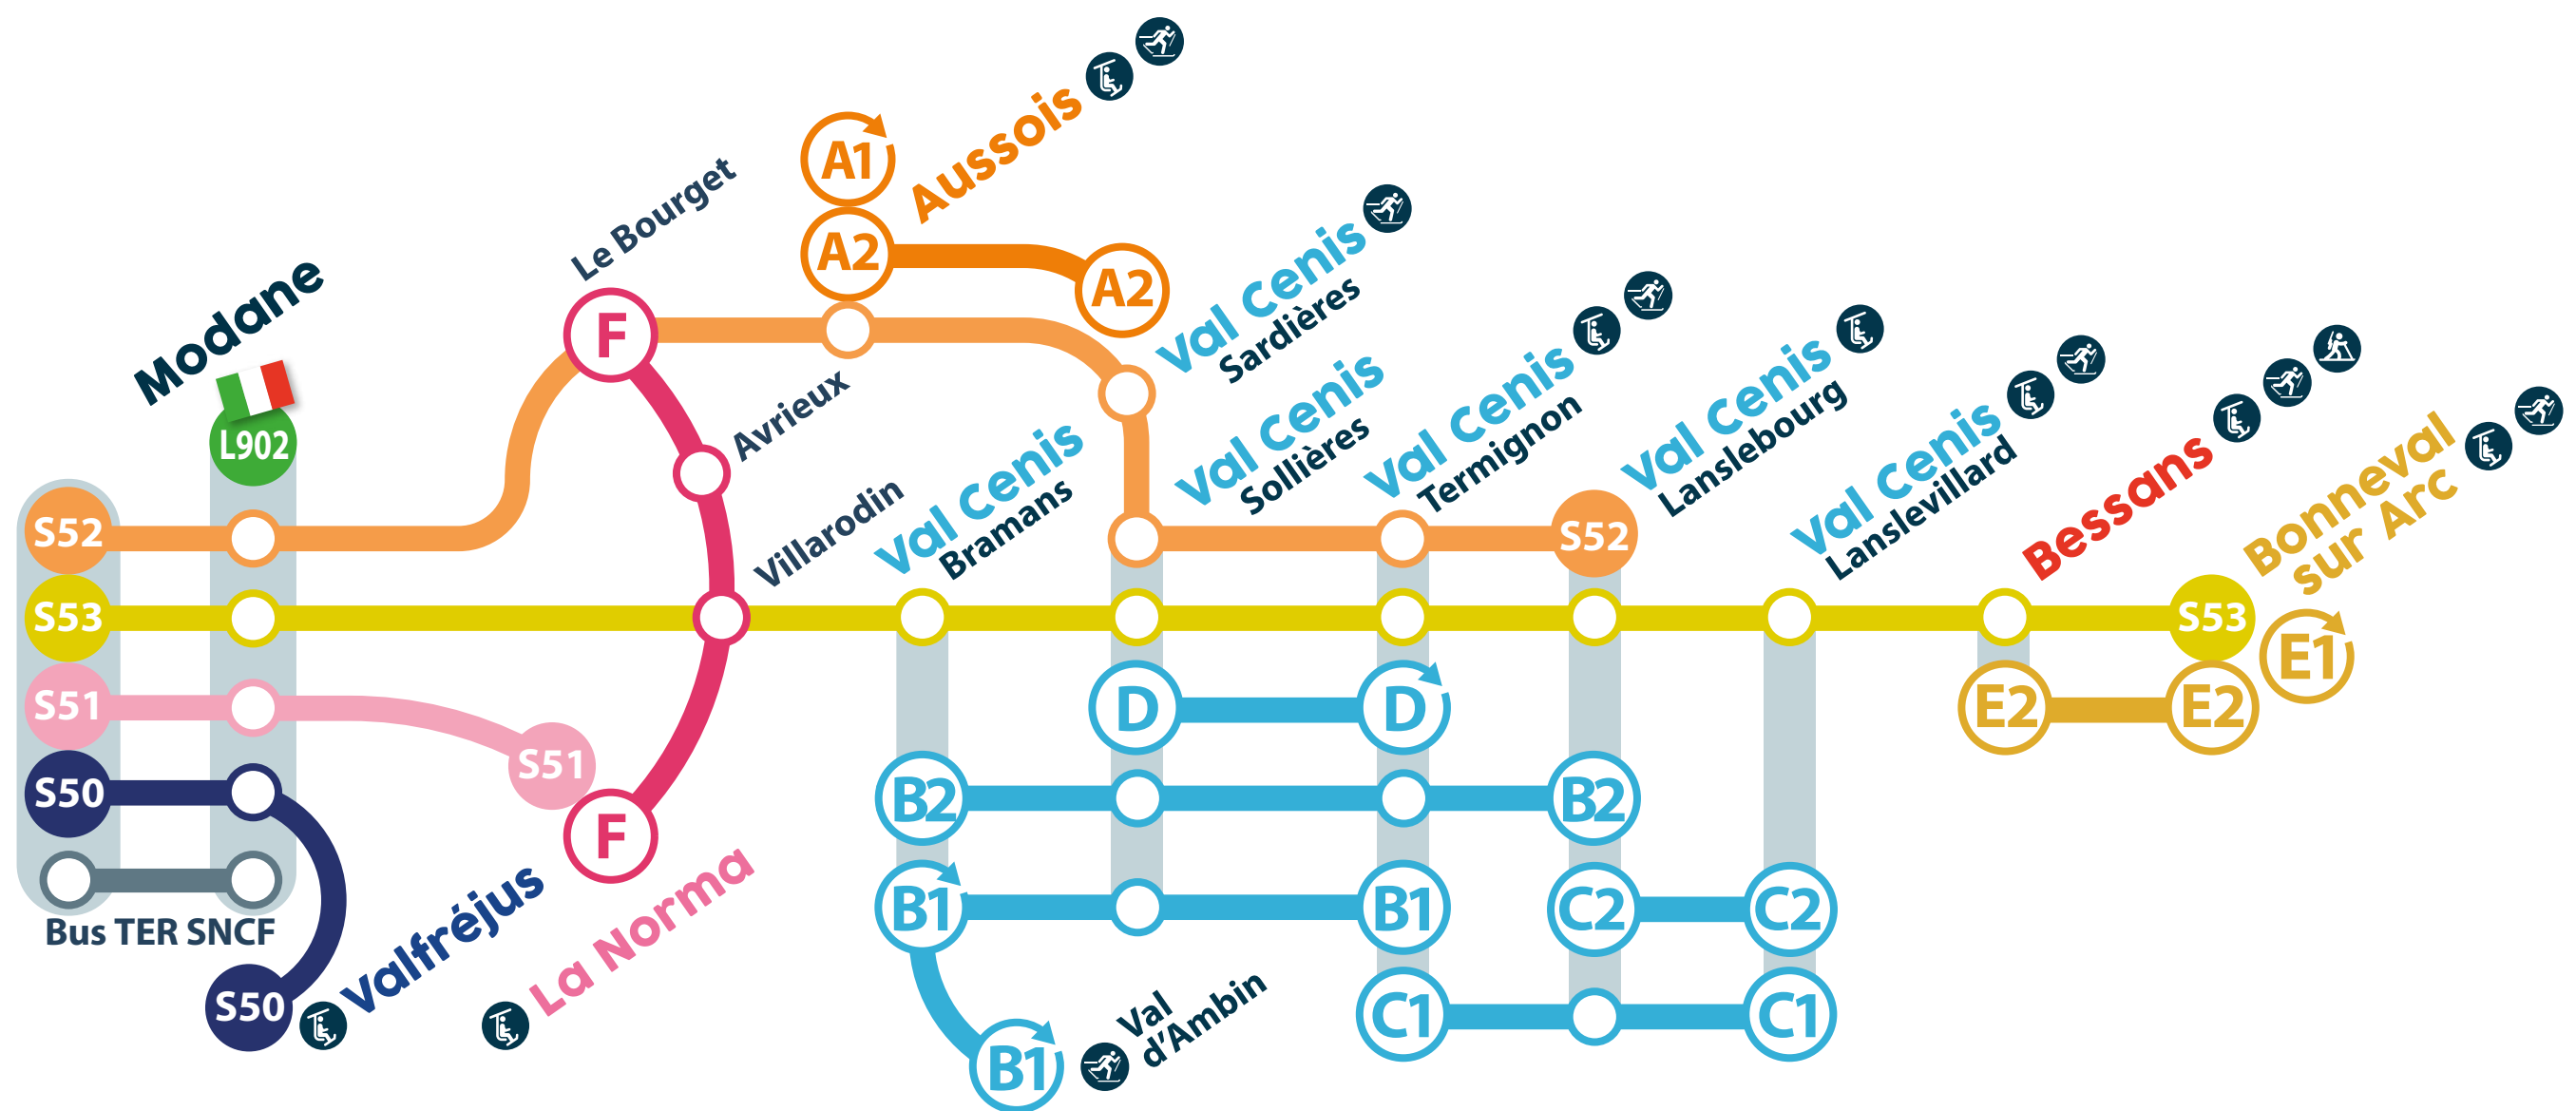 A1
Aussois
Le Bourget
A2
A2
Val Cenis
Sardières
Modane
F
Avrieux
L902
Val Cenis
Sollières
Val Cenis
Termignon
Val Cenis
Lanslebourg
Val Cenis
Lanslevillard
Bessans
Bonneval
sur Arc
Villarodin
Val Cenis
Bramans
S52
S52
S53
S53
E1
S51
S51
D
D
E2
E2
S50
B2
B2
F
B1
B1
C2
C2
Bus TER SNCF
S50
Valfréjus
La Norma
B1
Val
d'Ambin
C1
C1